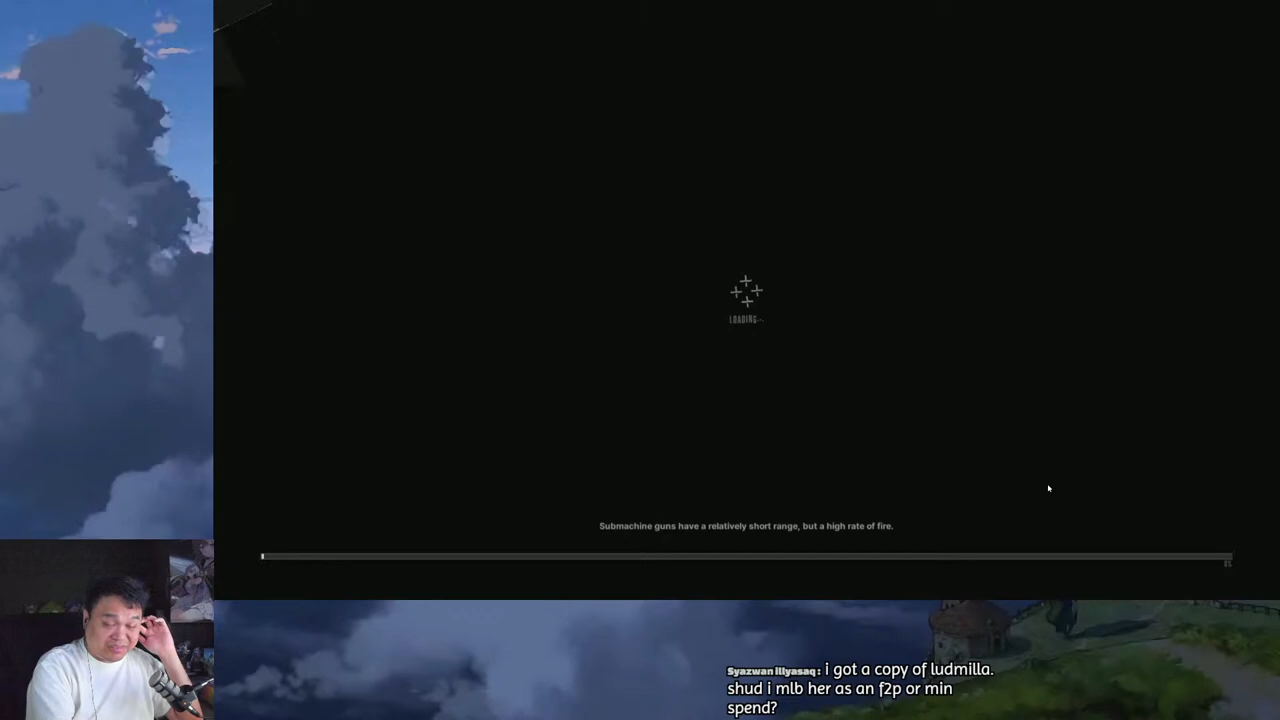 LOADING...
Submachine guns have a relatively short range, but a high rate of fire.
0%
Syazwan illyasaq: i got a copy of ludmilla.
shud i mlb her as an f2p or min
spend?